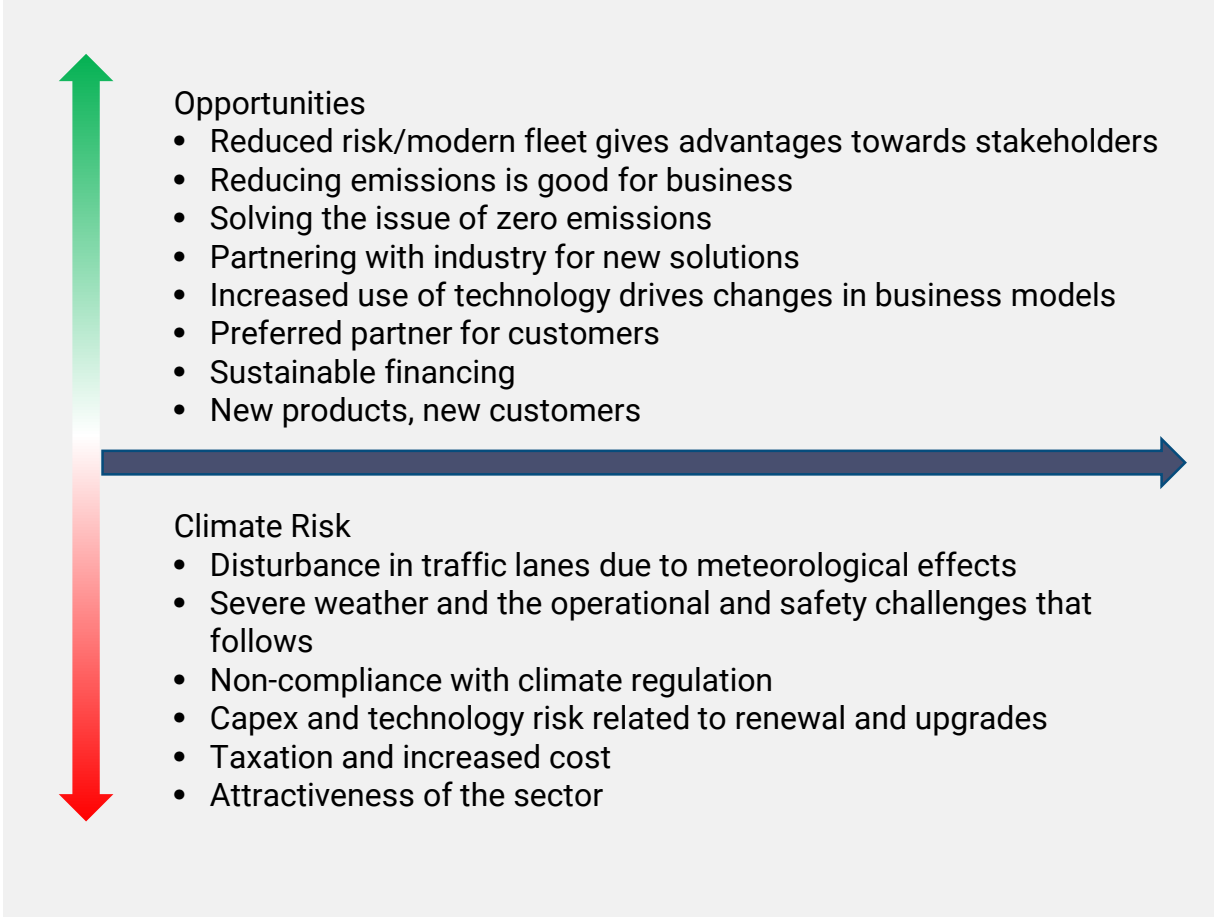 Opportunities
• Reduced risk/modern fleet gives advantages towards stakeholders
• Reducing emissions is good for business
• Solving the issue of zero emissions
• Partnering with industry for new solutions
• Increased use of technology drives changes in business models
• Preferred partner for customers
• Sustainable financing
• New products, new customers
Climate Risk
• Disturbance in traffic lanes due to meteorological effects
• Severe weather and the operational and safety challenges that
follows
• Non-compliance with climate regulation
• Capex and technology risk related to renewal and upgrades
• Taxation and increased cost
• Attractiveness of the sector